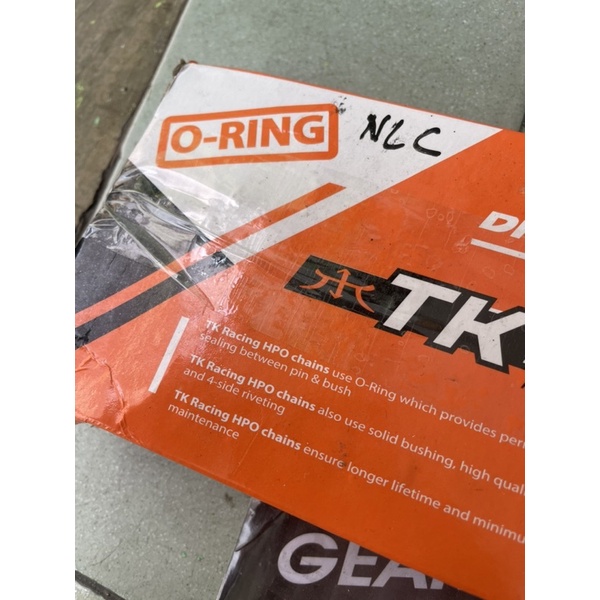 O-RING NLC
TK
TK Racing HPO chains use O-Ring which provides
sealing between pin & bush
TK Racing HPO chains also use solid bushing, high
and 4-side riveting
TK Racing HPO chains ensure longer lifetime and
maintenance